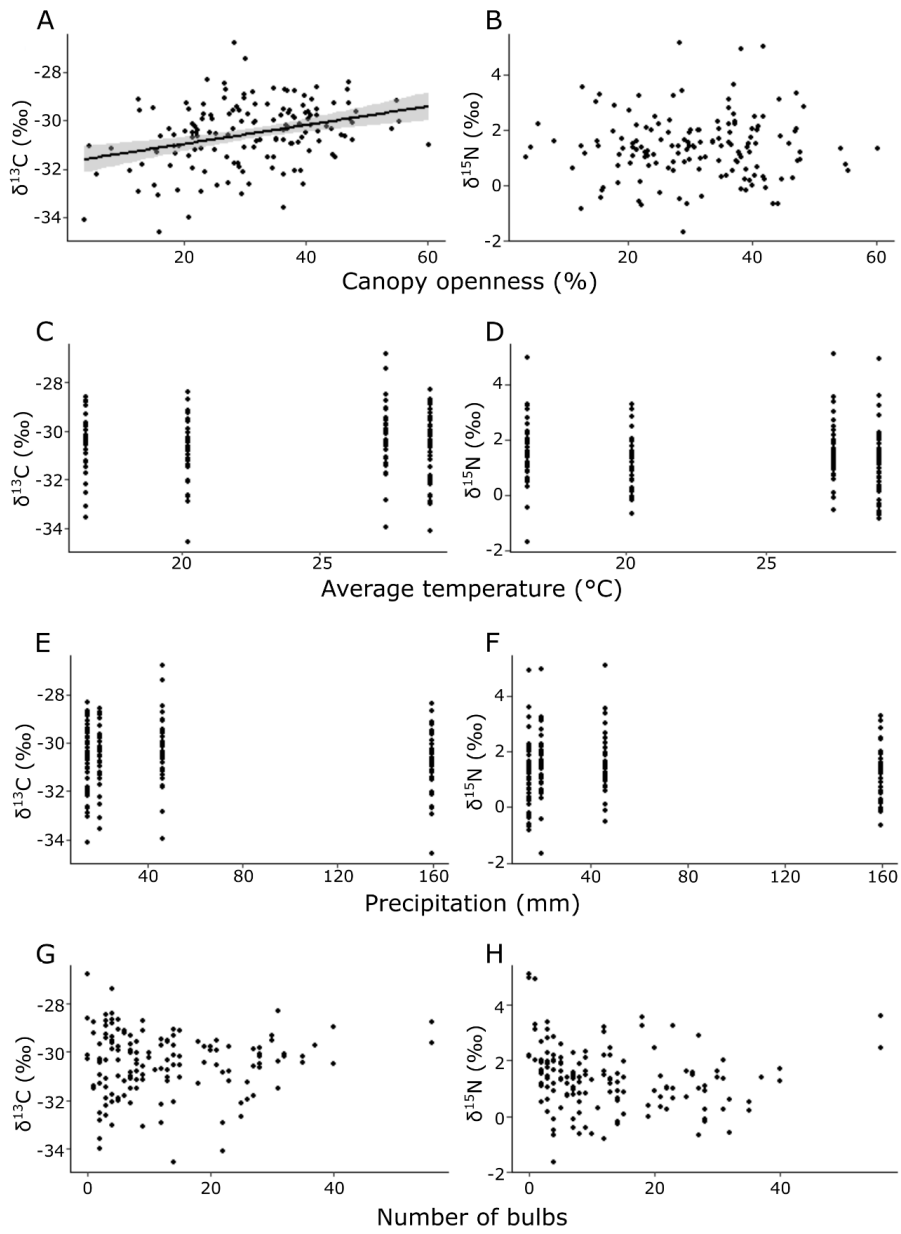 A
B
δ¹³C (‰)
-28
-30
-32
-34
20
40
60
δ¹⁵N (‰)
4
2
0
-2
20
40
60
Canopy openness (%)
C
D
δ¹³C (‰)
-28
-30
-32
-34
20
25
δ¹⁵N (‰)
4
2
0
-2
20
25
Average temperature (°C)
E
F
δ¹³C (‰)
-28
-30
-32
-34
40
80
120
160
δ¹⁵N (‰)
4
2
0
-2
40
80
120
160
Precipitation (mm)
G
H
δ¹³C (‰)
-28
-30
-32
-34
0
20
40
δ¹⁵N (‰)
4
2
0
-2
0
20
40
Number of bulbs